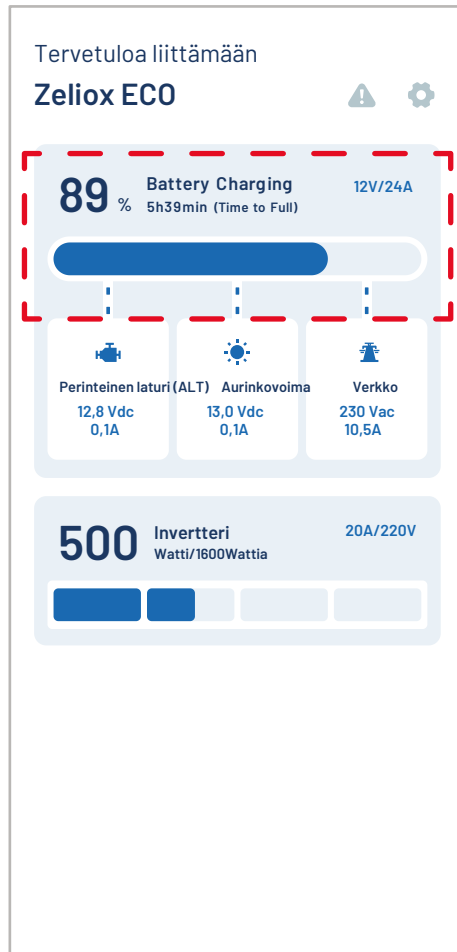 Tervetuloa liittämään
Zeliox ECO
89 % Battery Charging 12V/24A
5h39min (Time to Full)
Perinteinen laturi (ALT) Aurinkovoima Verkko
12,8 Vdc 13,0 Vdc 230 Vac
0,1A 0,1A 10,5A
500 Invertteri 20A/220V
Watti/1600Wattia